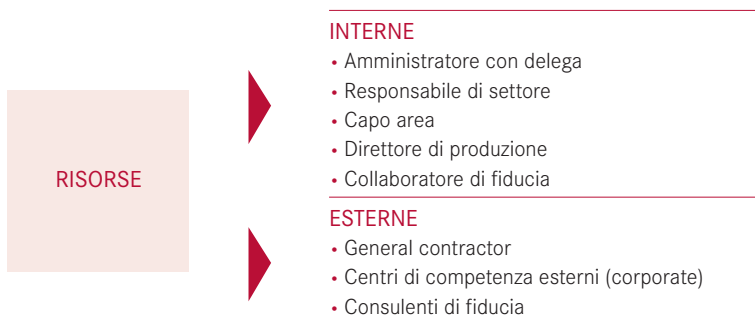 RISORSE
INTERNE
• Amministratore con delega
• Responsabile di settore
• Capo area
• Direttore di produzione
• Collaboratore di fiducia
ESTERNE
• General contractor
• Centri di competenza esterni (corporate)
• Consulenti di fiducia